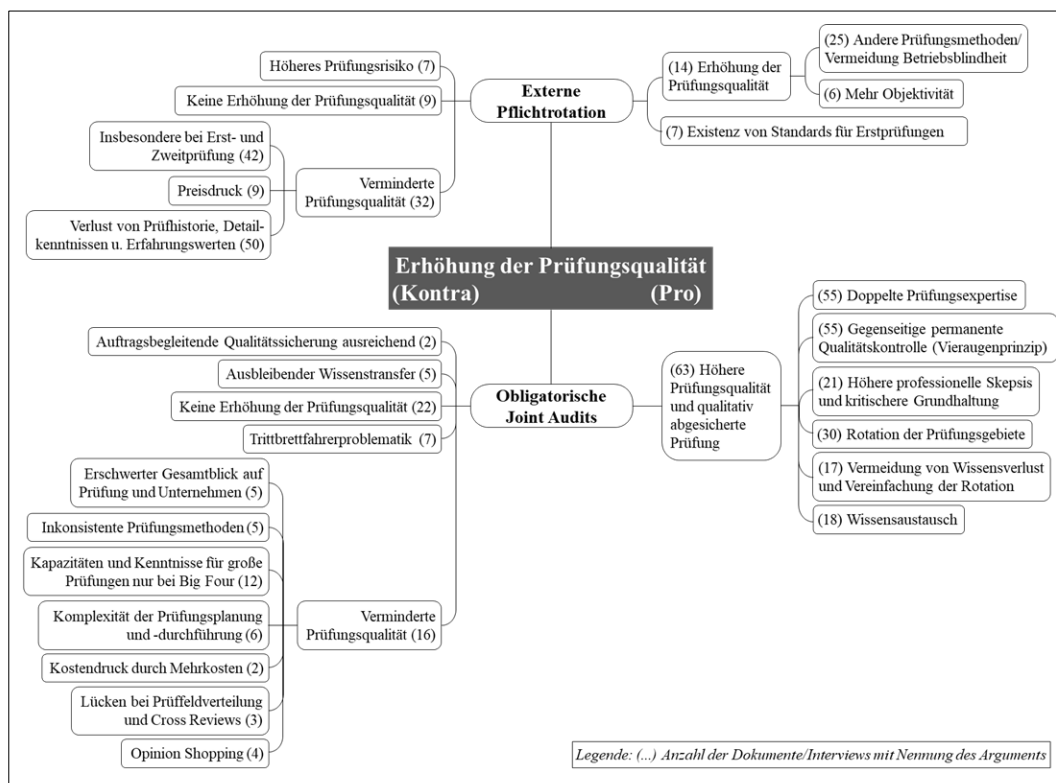 Höheres Prüfungsrisiko (7)
Keine Erhöhung der Prüfungsqualität (9)
Insbesondere bei Erst- und
Zweitprüfung (42)
Preisdruck (9)
Verlust von Prüfhistorie, Detail-
kenntnissen u. Erfahrungswerten (50)
Verminderte
Prüfungsqualität (32)
Externe
Pflichtrotation
(14) Erhöhung der
Prüfungsqualität
(25) Andere Prüfungsmethoden/
Vermeidung Betriebsblindheit
(6) Mehr Objektivität
(7) Existenz von Standards für Erstprüfungen
Erhöhung der Prüfungsqualität
(Kontra) (Pro)
Auftragsbegleitende Qualitätssicherung ausreichend (2)
Ausbleibender Wissenstransfer (5)
Keine Erhöhung der Prüfungsqualität (22)
Trittbrettfahrerproblematik (7)
Erschwerter Gesamtblick auf
Prüfung und Unternehmen (5)
Inkonsistente Prüfungsmethoden (5)
Kapazitäten und Kenntnisse für große
Prüfungen nur bei Big Four (12)
Komplexität der Prüfungsplanung
und -durchführung (6)
Kostendruck durch Mehrkosten (2)
Lücken bei Prüffeldverteilung
und Cross Reviews (3)
Opinion Shopping (4)
Verminderte
Prüfungsqualität (16)
Obligatorische
Joint Audits
(63) Höhere
Prüfungsqualität
und qualitativ
abgesicherte
Prüfung
(55) Doppelte Prüfungsexpertise
(55) Gegenseitige permanente
Qualitätskontrolle (Vieraugenprinzip)
(21) Höhere professionelle Skepsis
und kritischere Grundhaltung
(30) Rotation der Prüfungsgebiete
(17) Vermeidung von Wissensverlust
und Vereinfachung der Rotation
(18) Wissensaustausch
Legende: (...) Anzahl der Dokumente/Interviews mit Nennung des Arguments